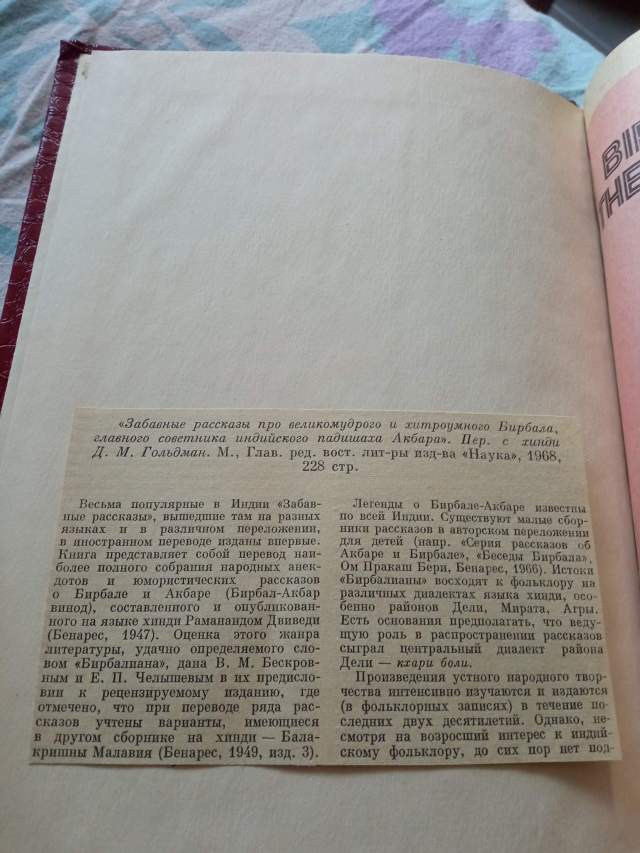 «Забавные рассказы про великомудрого и хитроумного Бирбала,
главного советника индийского падишаха Акбара». Пер. с хинди
Д. М. Гольдман. М., Глав. ред. вост. лит-ры изд-ва «Наука», 1968,
228 стр.
Весьма популярные в Индии «Забав-
ные рассказы», вышедшие там на разных
языках и в различном переложении,
в иностранном переводе изданы впервые.
Книга представляет собой перевод наи-
более полного собрания народных анек-
дотов и юмористических рассказов
о Бирбале и Акбаре (Бирбал-Акбар
винод), составленного и опубликован-
ного на языке хинди Раманандом Двиведи
(Бенарес, 1947). Оценка этого жанра
литературы, удачно определяемого сло-
вом «Бирбалиана», дана В. М. Бескров-
ным и Е. П. Челышевым в их предисло-
вии к рецензируемому изданию, где
отмечено, что при переводе ряда рас-
сказов учтены варианты, имеющиеся
в другом сборнике на хинди — Бала-
кришны Малавия (Бенарес, 1949, изд. 3).
Легенды о Бирбале-Акбаре известны
по всей Индии. Существуют малые сбор-
ники рассказов в авторском переложении
для детей (напр. «Серия рассказов об
Акбаре и Бирбале», «Беседы Бирбала»,
Ом Пракаш Бери, Бенарес, 1966). Истоки
«Бирбалианы» восходят к фольклору на
различных диалектах языка хинди, осо-
бенно районов Дели, Мирата, Агры.
Есть основания предполагать, что веду-
щую роль в распространении рассказов
сыграл центральный диалект района
Дели — кхари боли.
Произведения устного народного твор-
чества интенсивно изучаются и издаются
(в фольклорных записях) в течение по-
следних двух десятилетий. Однако, не-
смотря на возросший интерес к индий-
скому фольклору, до сих пор нет под-
THE